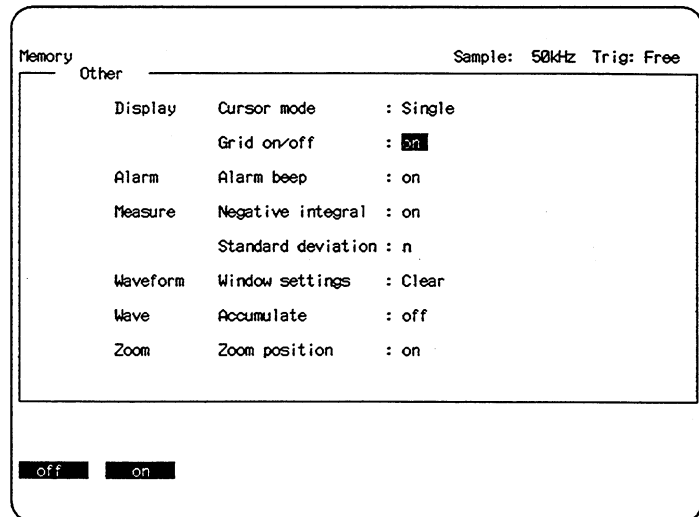 Memory Sample: 50kHz Trig: Free
Other
Display Cursor mode : Single
Grid on/off : on
Alarm Alarm beep : on
Measure Negative integral : on
Standard deviation : n
Waveform Window settings : Clear
Wave Accumulate : off
Zoom Zoom position : on
off on